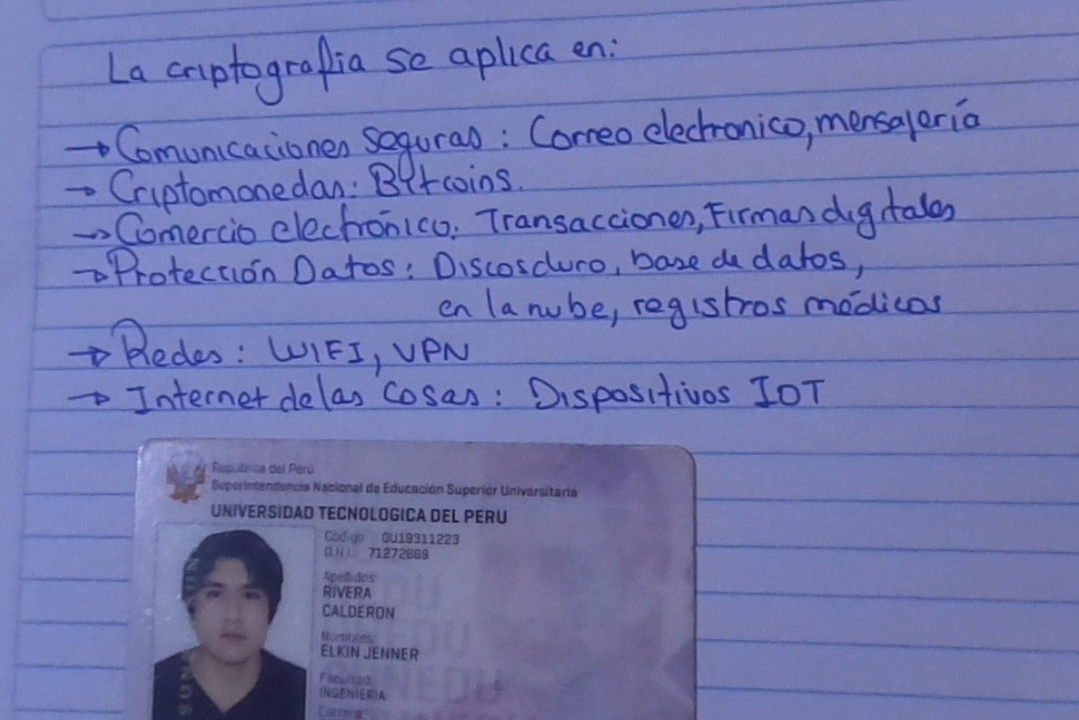 La criptografia se aplica en:
→ Comunicaciones seguras: Correo electronico, mensajería
→ Criptomonedas: Bitcoins.
→ Comercio electrónico: Transacciones, Firmas digitales
→ Protección Datos: Discos duro, base de datos,
en la nube, registros médicos
→ Redes: WIFI, VPN
→ Internet de las cosas: Dispositivos IOT
República del Perú
Superintendencia Nacional de Educación Superior Universitaria
UNIVERSIDAD TECNOLOGICA DEL PERU
Código 0U19311223
D.N.I. 71272669
Apellidos:
RIVERA
CALDERON
Nombres:
ELKIN JENNER
Facultad:
INGENIERIA
Carrera: